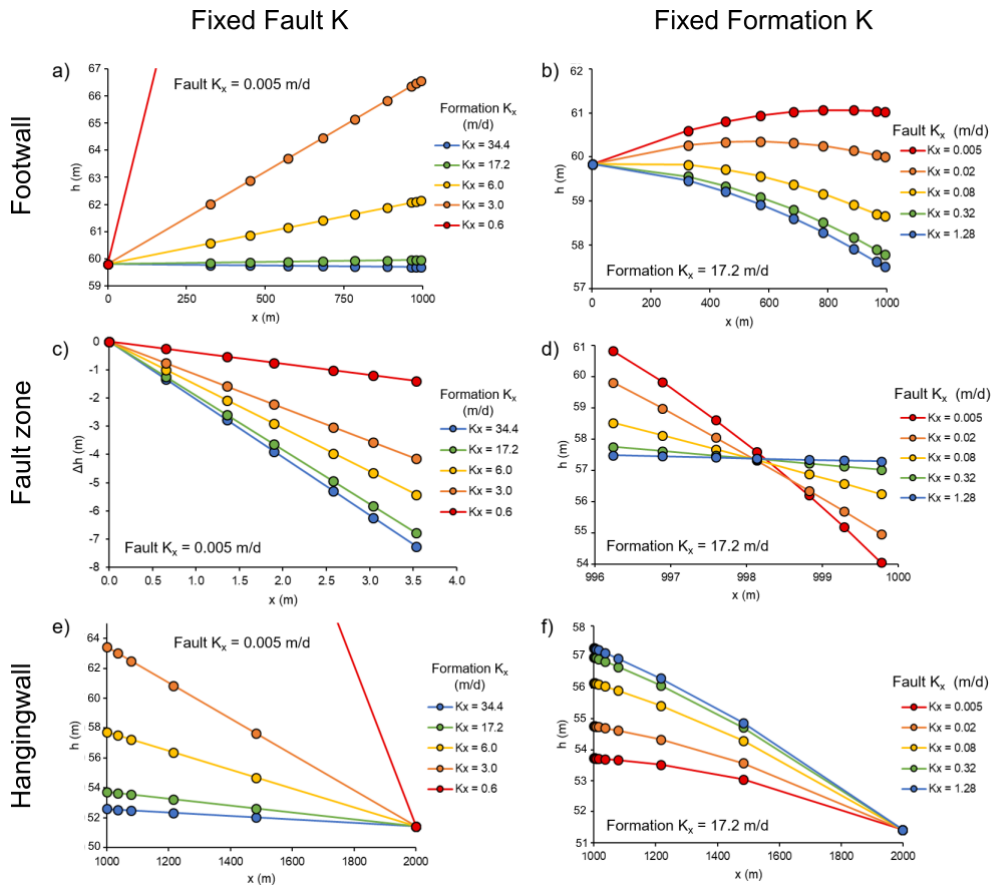 Fixed Fault K
Fixed Formation K
Footwall
a)
Fault Kx = 0.005 m/d
67
66
65
64
63
62
61
60
59
h (m)
0
250
500
750
1000
x (m)
Formation Kx
(m/d)
Kx = 34.4
Kx = 17.2
Kx = 6.0
Kx = 3.0
Kx = 0.6
b)
62
61
60
59
58
57
h (m)
0
200
400
600
800
1000
x (m)
Formation Kx = 17.2 m/d
Fault Kx (m/d)
Kx = 0.005
Kx = 0.02
Kx = 0.08
Kx = 0.32
Kx = 1.28
Fault zone
c)
0
-1
-2
-3
-4
-5
-6
-7
-8
Δh (m)
Fault Kx = 0.005 m/d
0.0
0.5
1.0
1.5
2.0
2.5
3.0
3.5
4.0
x (m)
Formation Kx
(m/d)
Kx = 34.4
Kx = 17.2
Kx = 6.0
Kx = 3.0
Kx = 0.6
d)
61
60
59
58
57
56
55
54
h (m)
Formation Kx = 17.2 m/d
996
997
998
999
1000
x (m)
Fault Kx (m/d)
Kx = 0.005
Kx = 0.02
Kx = 0.08
Kx = 0.32
Kx = 1.28
Hangingwall
e)
Fault Kx = 0.005 m/d
64
62
60
58
56
54
52
50
h (m)
1000
1200
1400
1600
1800
2000
x (m)
Formation Kx
(m/d)
Kx = 34.4
Kx = 17.2
Kx = 6.0
Kx = 3.0
Kx = 0.6
f)
58
57
56
55
54
53
52
51
h (m)
Formation Kx = 17.2 m/d
1000
1200
1400
1600
1800
2000
x (m)
Fault Kx (m/d)
Kx = 0.005
Kx = 0.02
Kx = 0.08
Kx = 0.32
Kx = 1.28